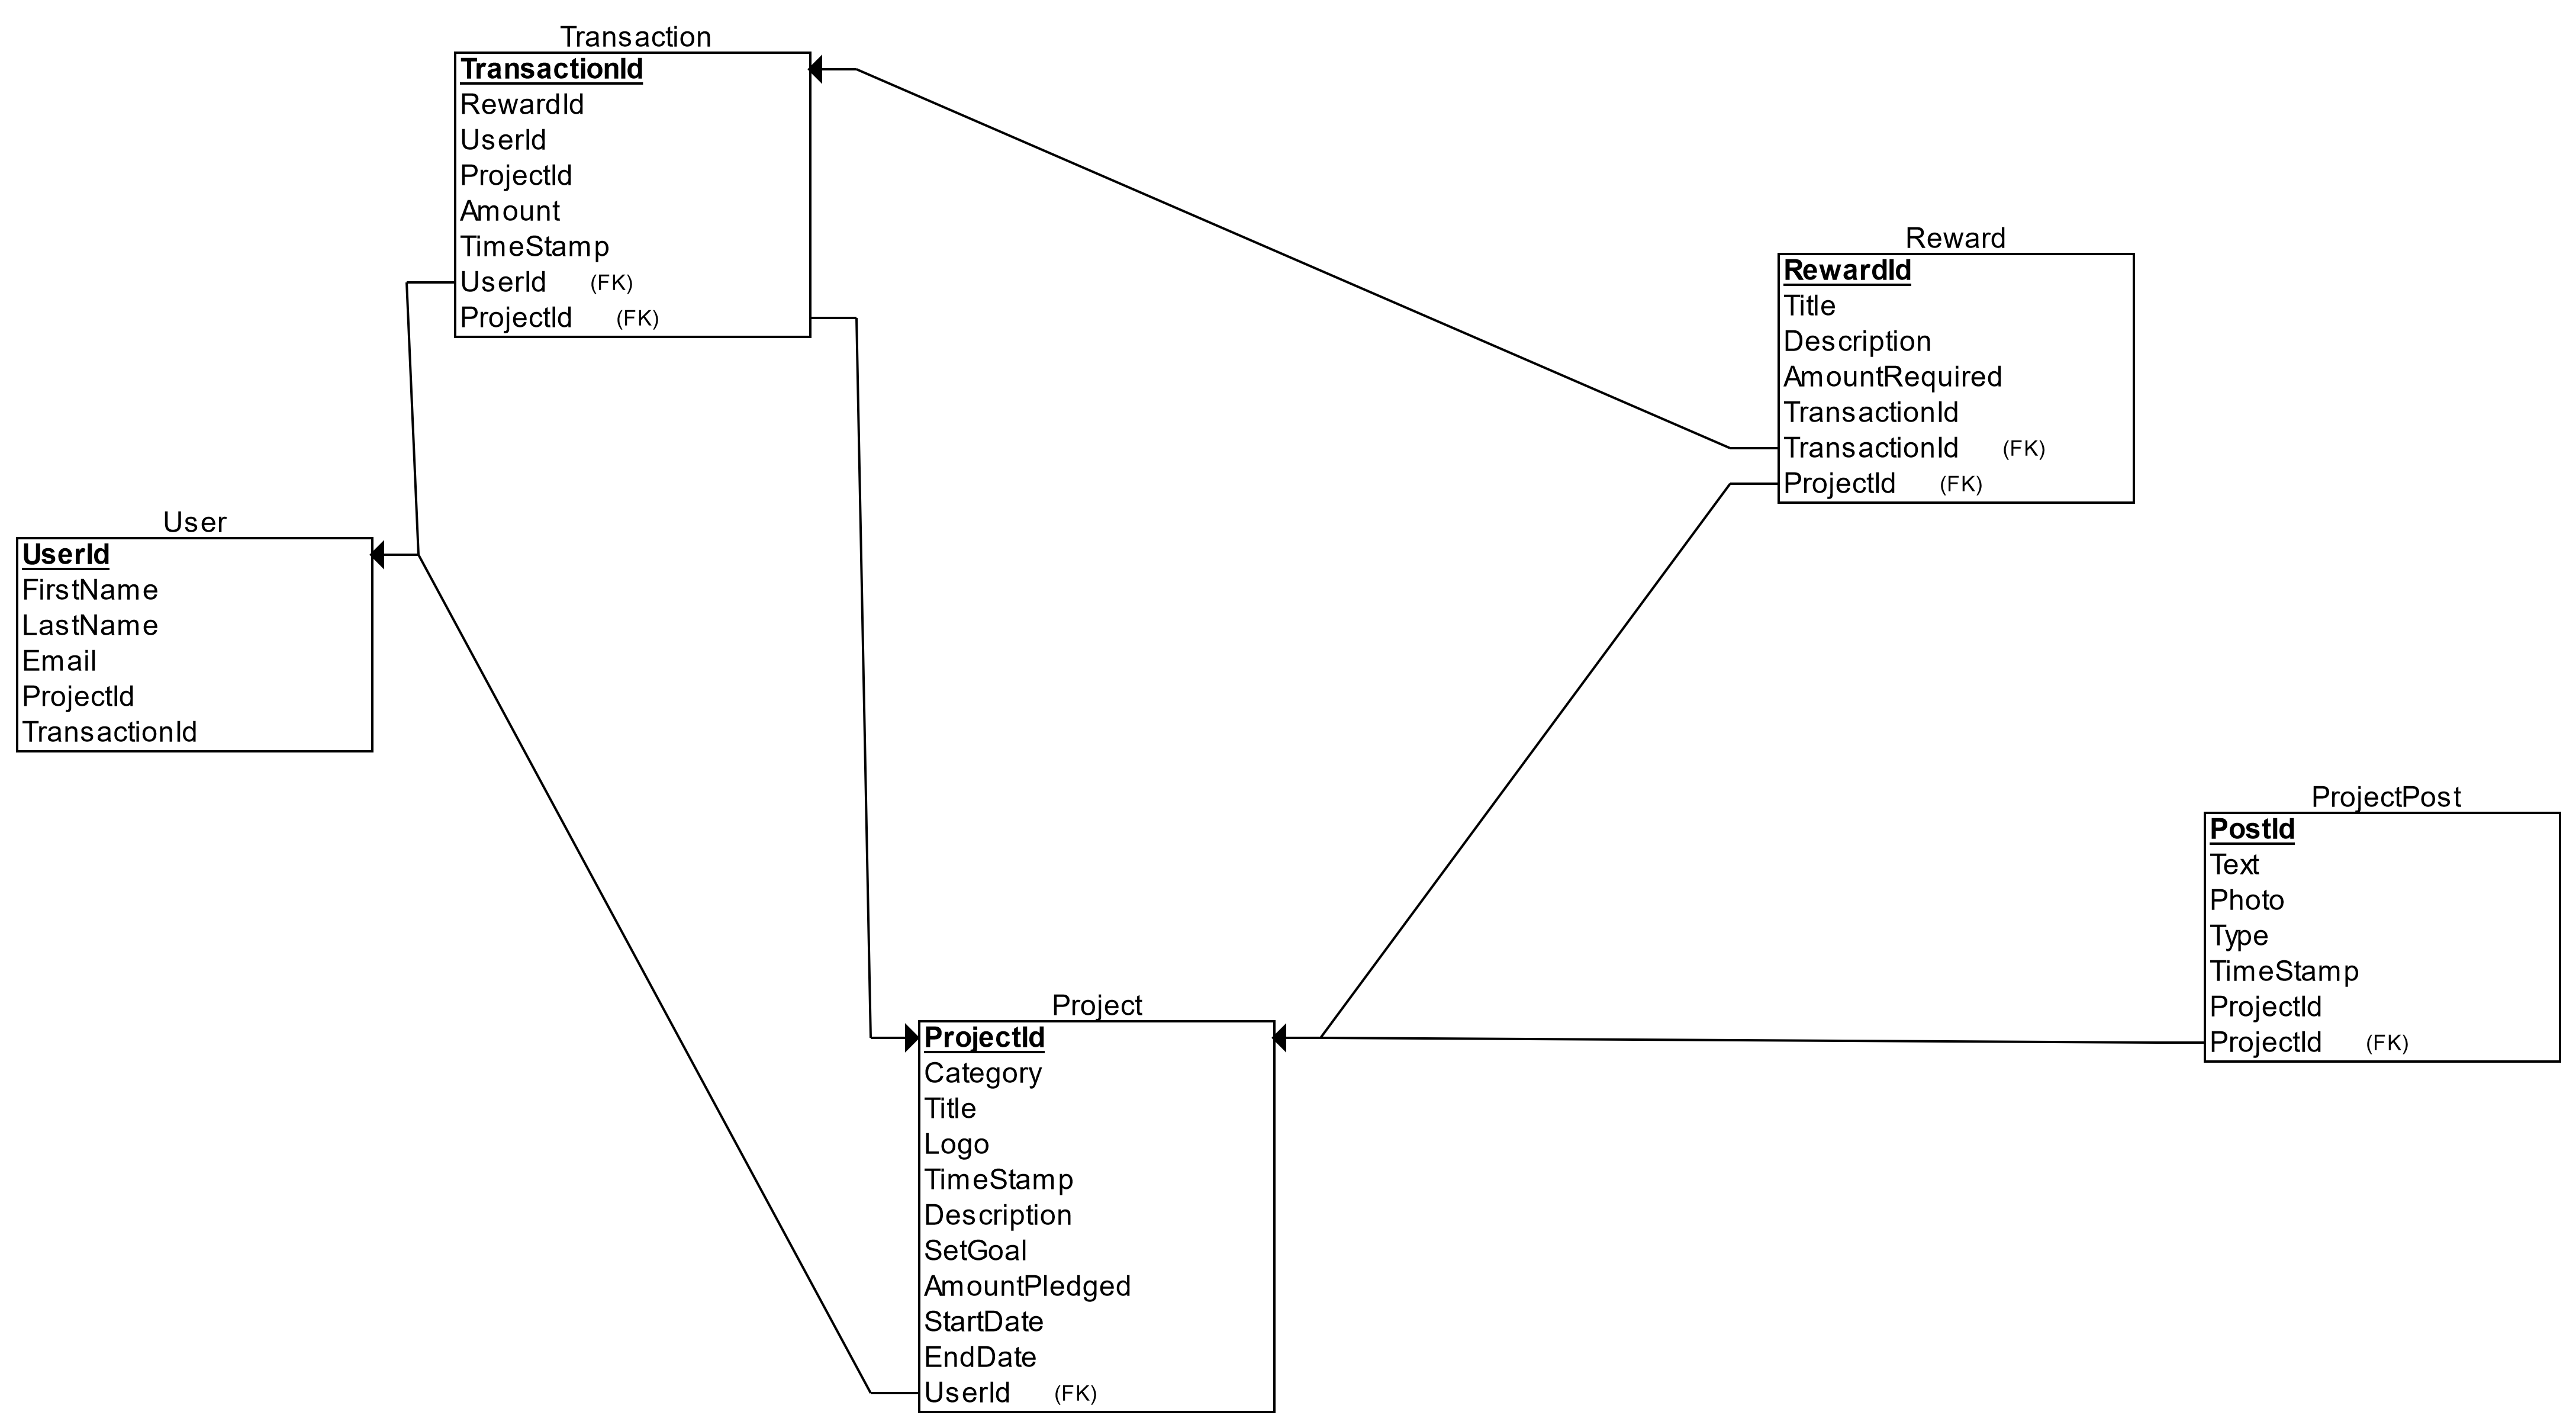 Transaction
TransactionId
RewardId
UserId
ProjectId
Amount
TimeStamp
UserId (FK)
ProjectId (FK)
Reward
RewardId
Title
Description
AmountRequired
TransactionId
TransactionId (FK)
ProjectId (FK)
User
UserId
FirstName
LastName
Email
ProjectId
TransactionId
ProjectPost
PostId
Text
Photo
Type
TimeStamp
ProjectId
ProjectId (FK)
Project
ProjectId
Category
Title
Logo
TimeStamp
Description
SetGoal
AmountPledged
StartDate
EndDate
UserId (FK)